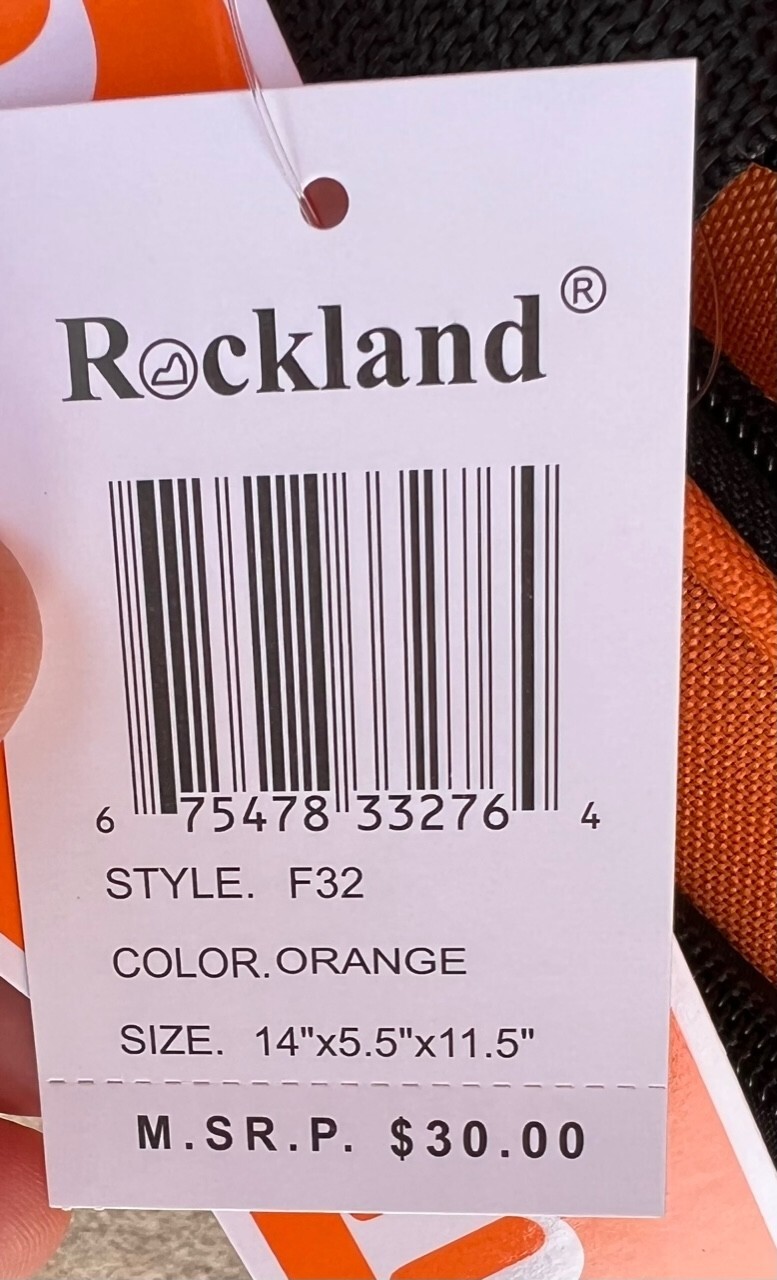 Rockland®
6 75478 33276 4
STYLE. F32
COLOR.ORANGE
SIZE. 14"x5.5"x11.5"
M.SR.P. $30.00